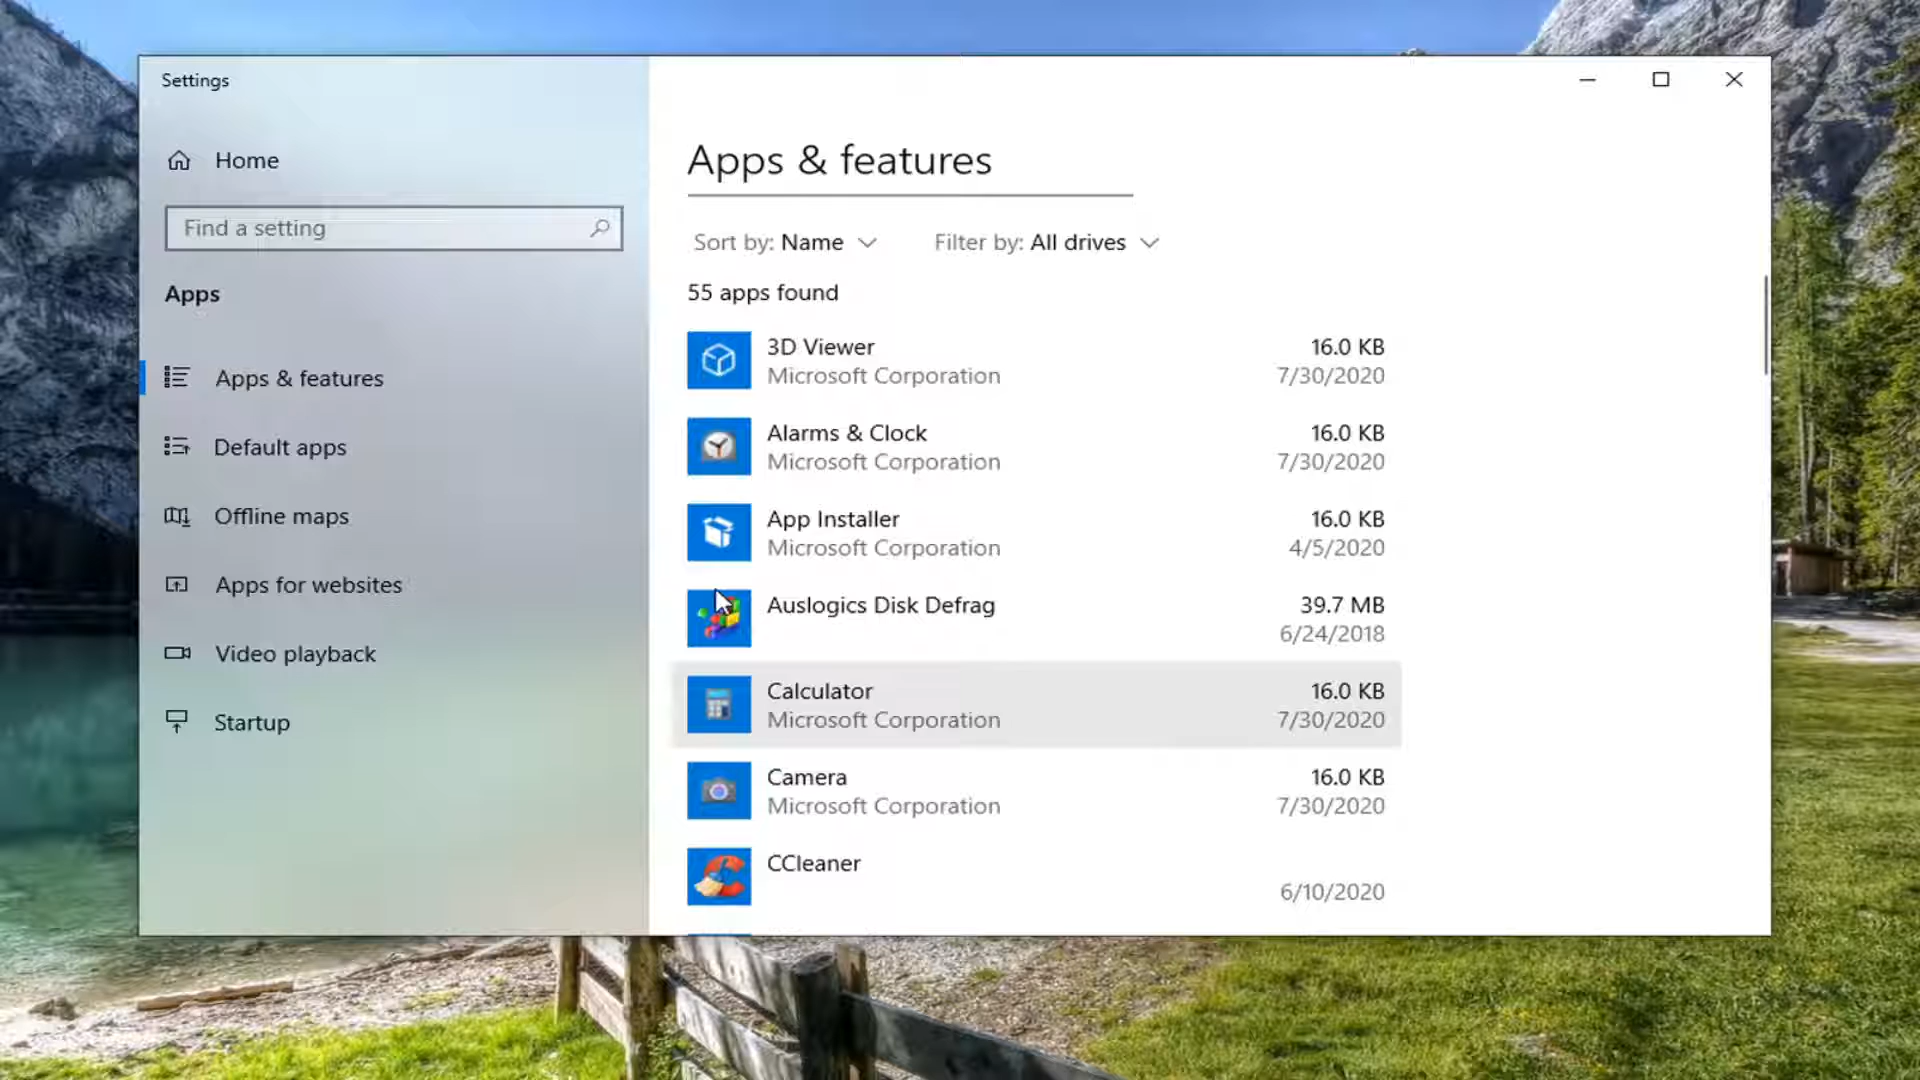 Settings
Home
Find a setting
Apps
Apps & features
Default apps
Offline maps
Apps for websites
Video playback
Startup
Apps & features
Sort by: Name
Filter by: All drives
55 apps found
3D Viewer
16.0 KB
Microsoft Corporation
7/30/2020
Alarms & Clock
16.0 KB
Microsoft Corporation
7/30/2020
App Installer
16.0 KB
Microsoft Corporation
4/5/2020
Auslogics Disk Defrag
39.7 MB
6/24/2018
Calculator
16.0 KB
Microsoft Corporation
7/30/2020
Camera
16.0 KB
Microsoft Corporation
7/30/2020
CCleaner
6/10/2020